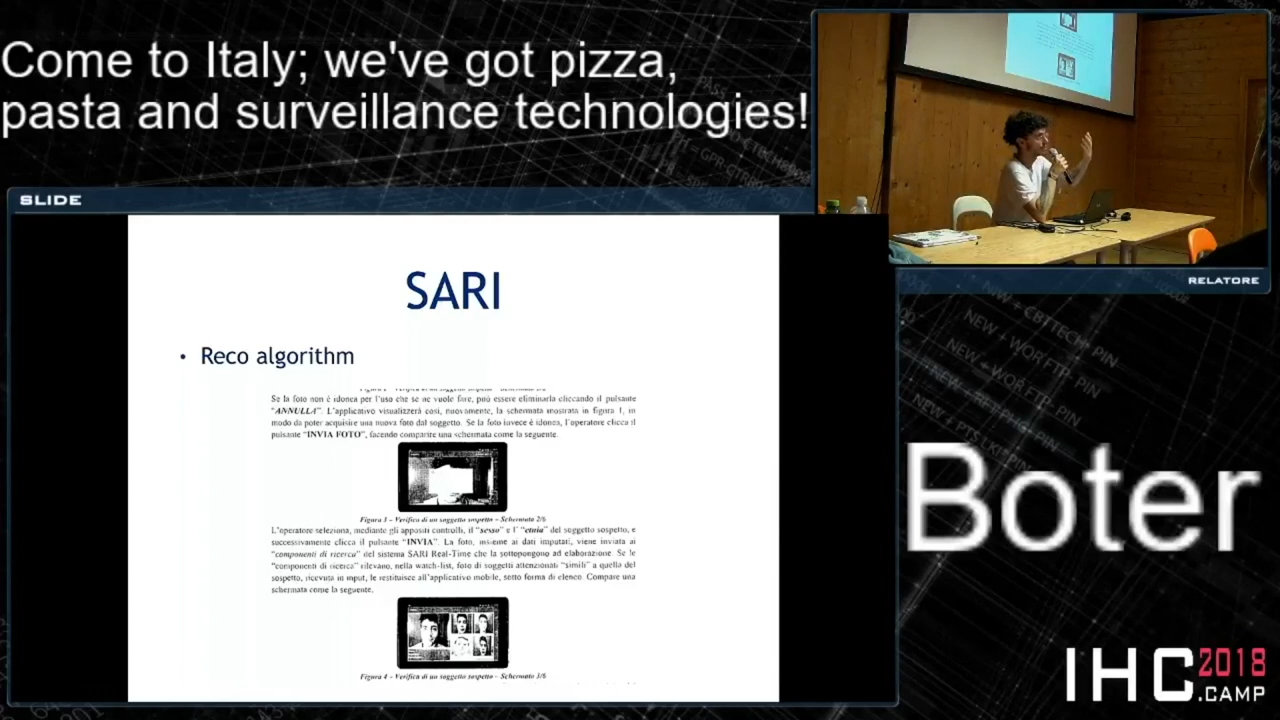 Come to Italy; we've got pizza,
pasta and surveillance technologies!
SLIDE
SARI
• Reco algorithm
Se la foto non è idonea per l'uso che se ne vuole fare, può essere eliminarla cliccando il pulsante
"ANNULLA". L'applicativo visualizzerà così, nuovamente, la schermata mostrata in figura 1, in
modo da poter acquisire una nuova foto dal soggetto. Se la foto invece è idonea, l'operatore clicca il
pulsante "INVIA FOTO", facendo comparire una schermata come la seguente.
Figura 3 – Verifica di un soggetto sospetto – Schermata 2/6
L'operatore seleziona, mediante gli appositi controlli, il "sesso" e l' "etnia" del soggetto sospetto, e
successivamente clicca il pulsante "INVIA". La foto, insieme ai dati imputati, viene inviata ai
"componenti di ricerca" del sistema SARI Real-Time che la sottopongono ad elaborazione. Se le
"componenti di ricerca" rilevano, nella watch-list, foto di soggetti attenzionati "simili" a quella del
sospetto, ricevuta in input, le restituisce all'applicativo mobile, sotto forma di elenco. Compare una
schermata come la seguente.
Figura 4 – Verifica di un soggetto sospetto – Schermata 3/6
RELATORE
Boter
IHC 2018
.CAMP